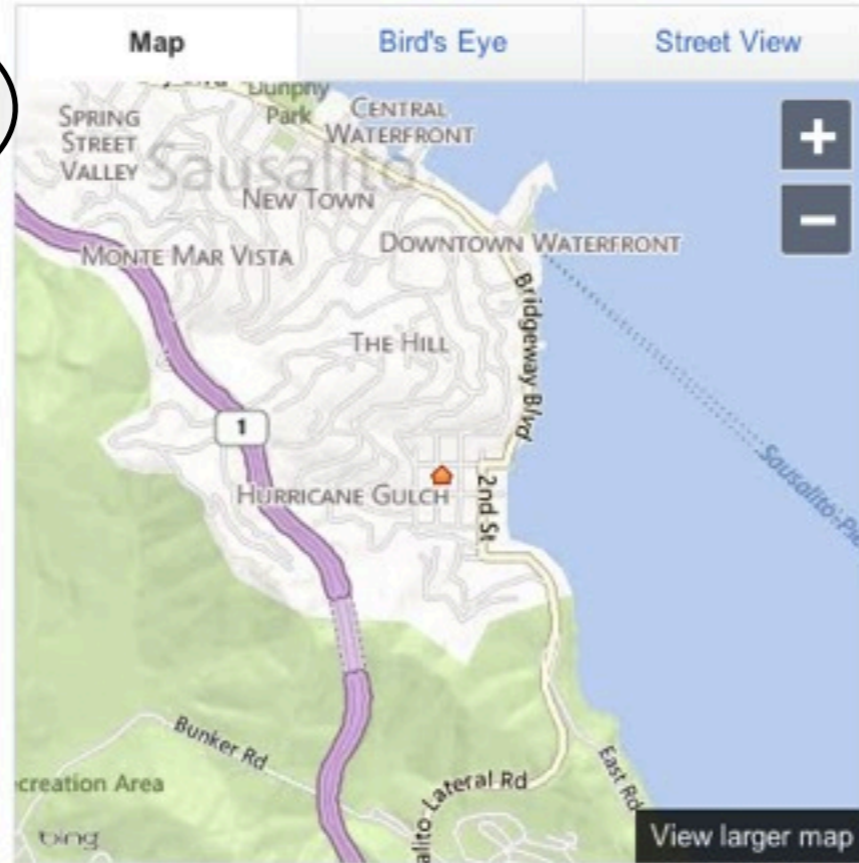 Map
Bird's Eye
Street View
Dunphy
Park
CENTRAL
WATERFRONT
SPRING
STREET
VALLEY
Sausalito
NEW TOWN
MONTE MAR VISTA
DOWNTOWN WATERFRONT
Bridgeway Blvd
THE HILL
1
HURRICANE GULCH
2nd St
Bunker Rd
creation Area
alito Lateral Rd
East Rd
bing
View larger map
+
−